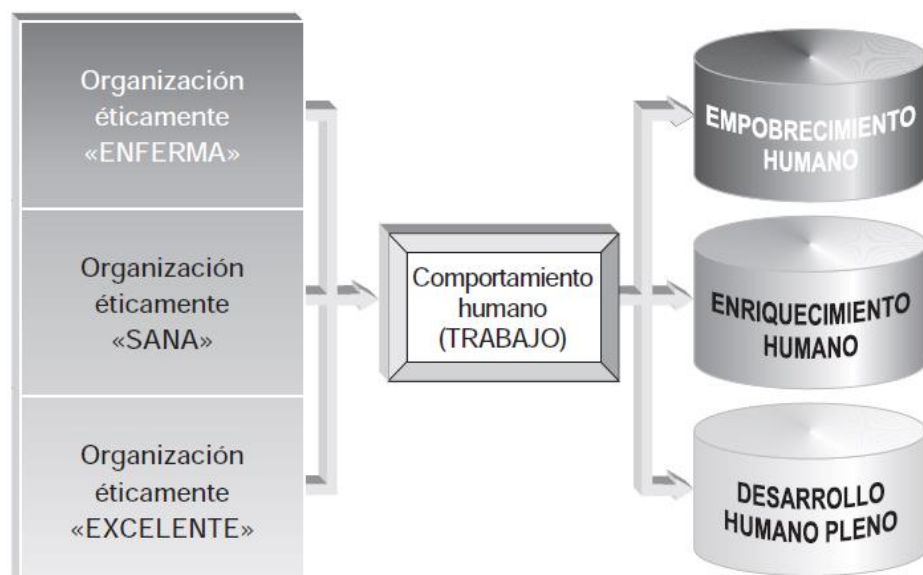 Organización
éticamente
«ENFERMA»
Organización
éticamente
«SANA»
Organización
éticamente
«EXCELENTE»
Comportamiento
humano
(TRABAJO)
EMPOBRECIMIENTO
HUMANO
ENRIQUECIMIENTO
HUMANO
DESARROLLO
HUMANO PLENO